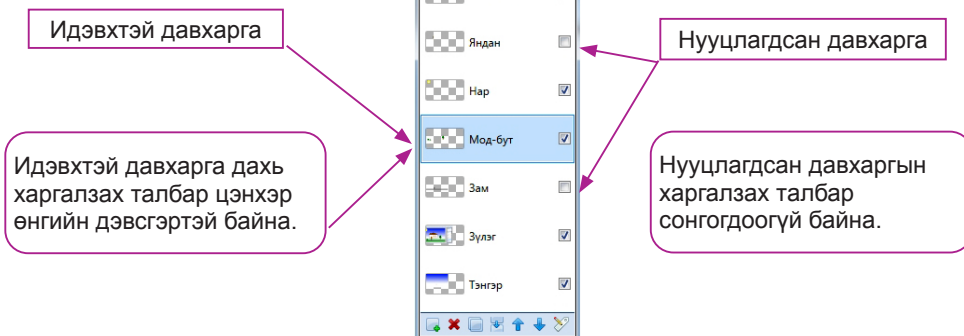 Идэвхтэй давхарга
Нууцлагдсан давхарга
Яндан
Нар
Мод-бут
Зам
Зүлэг
Тэнгэр
Идэвхтэй давхарга дахь
харгалзах талбар цэнхэр
өнгийн дэвсгэртэй байна.
Нууцлагдсан давхаргын
харгалзах талбар
сонгогдоогүй байна.